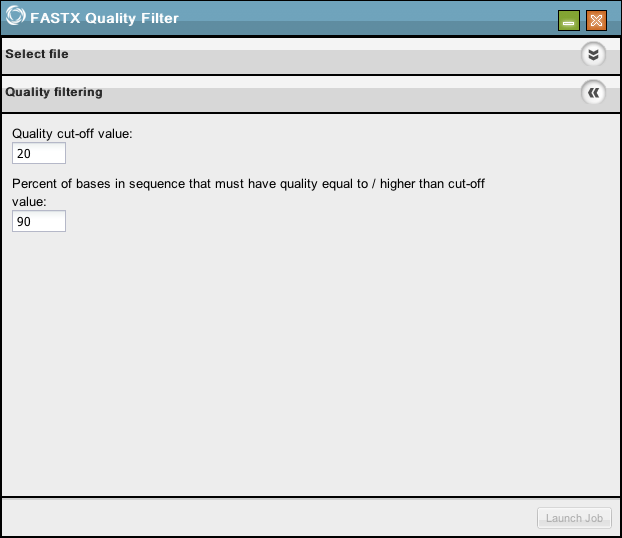 FASTX Quality Filter
Select file
Quality filtering
Quality cut-off value:
20
Percent of bases in sequence that must have quality equal to / higher than cut-off
value:
90
Launch Job